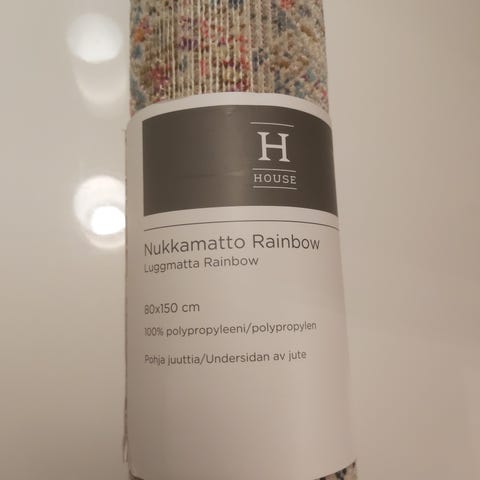 H
HOUSE
Nukkamatto Rainbow
Luggmatta Rainbow
80x150 cm
100% polypropyleeni/polypropylen
Pohja juuttia/Undersidan av jute